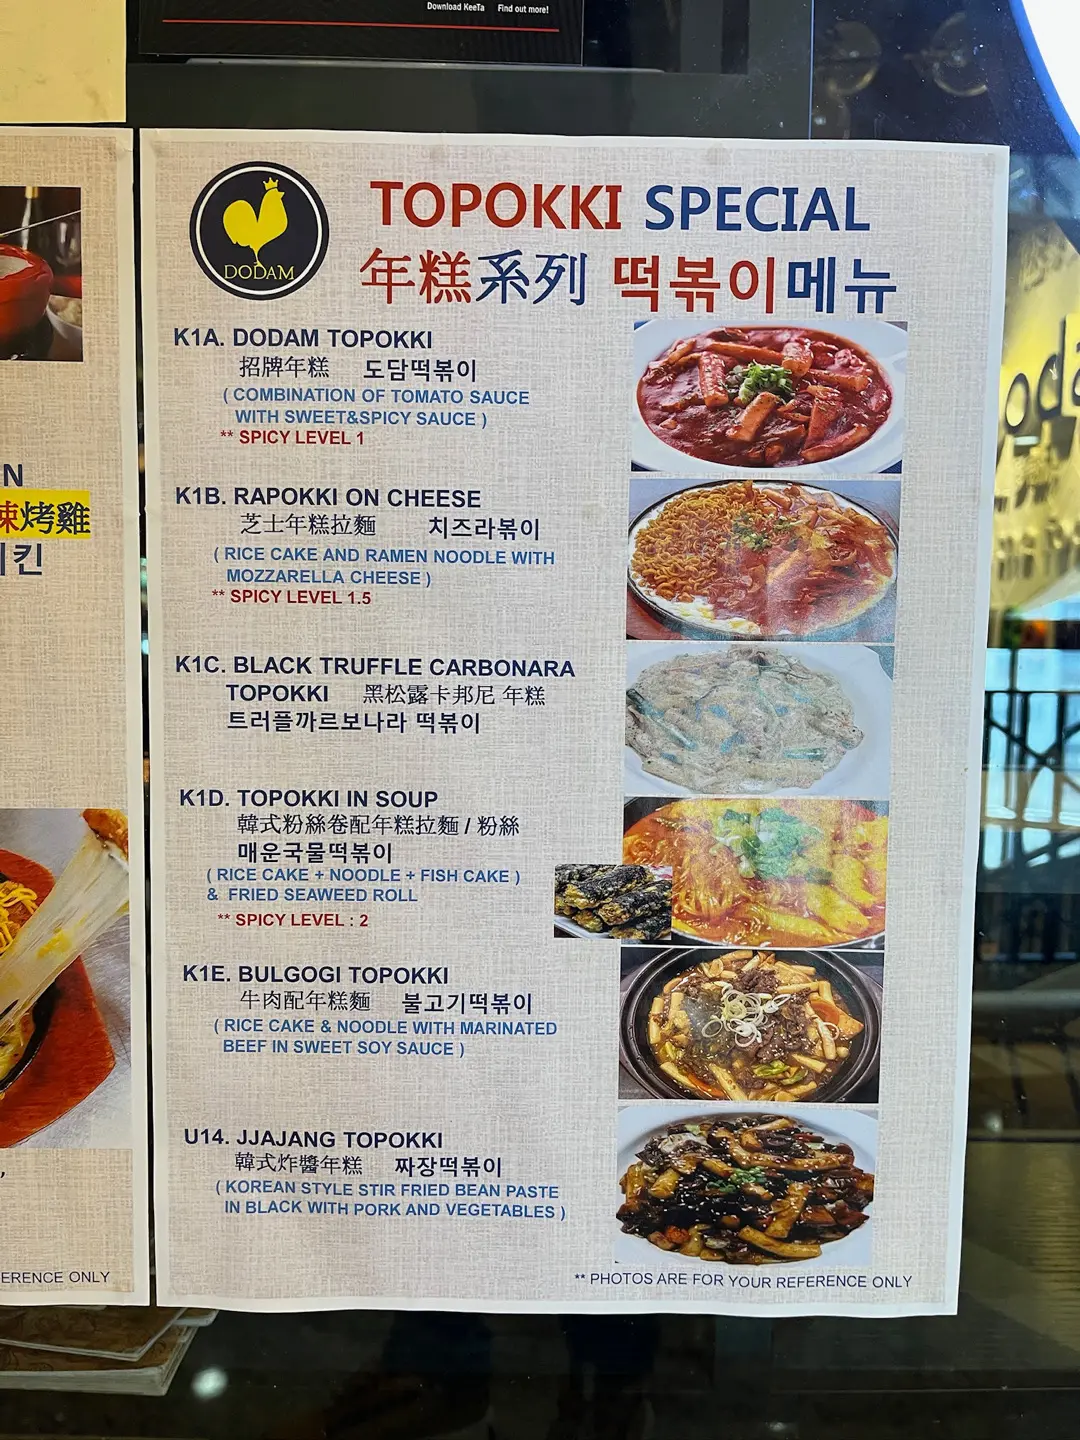 Download KeeTa Find out more!
DODAM
TOPOKKI SPECIAL
年糕系列 떡볶이메뉴
K1A. DODAM TOPOKKI
招牌年糕 도담떡볶이
( COMBINATION OF TOMATO SAUCE
WITH SWEET&SPICY SAUCE )
** SPICY LEVEL 1
K1B. RAPOKKI ON CHEESE
芝士年糕拉麵 치즈라볶이
( RICE CAKE AND RAMEN NOODLE WITH
MOZZARELLA CHEESE )
** SPICY LEVEL 1.5
K1C. BLACK TRUFFLE CARBONARA
TOPOKKI 黑松露卡邦尼 年糕
트러플까르보나라 떡볶이
K1D. TOPOKKI IN SOUP
韓式粉絲卷配年糕拉麵 / 粉絲
매운국물떡볶이
( RICE CAKE + NOODLE + FISH CAKE )
& FRIED SEAWEED ROLL
** SPICY LEVEL : 2
K1E. BULGOGI TOPOKKI
牛肉配年糕麵 불고기떡볶이
( RICE CAKE & NOODLE WITH MARINATED
BEEF IN SWEET SOY SAUCE )
U14. JJAJANG TOPOKKI
韓式炸醬年糕 짜장떡볶이
( KOREAN STYLE STIR FRIED BEAN PASTE
IN BLACK WITH PORK AND VEGETABLES )
** PHOTOS ARE FOR YOUR REFERENCE ONLY
N
辣烤雞
킨
ERENCE ONLY